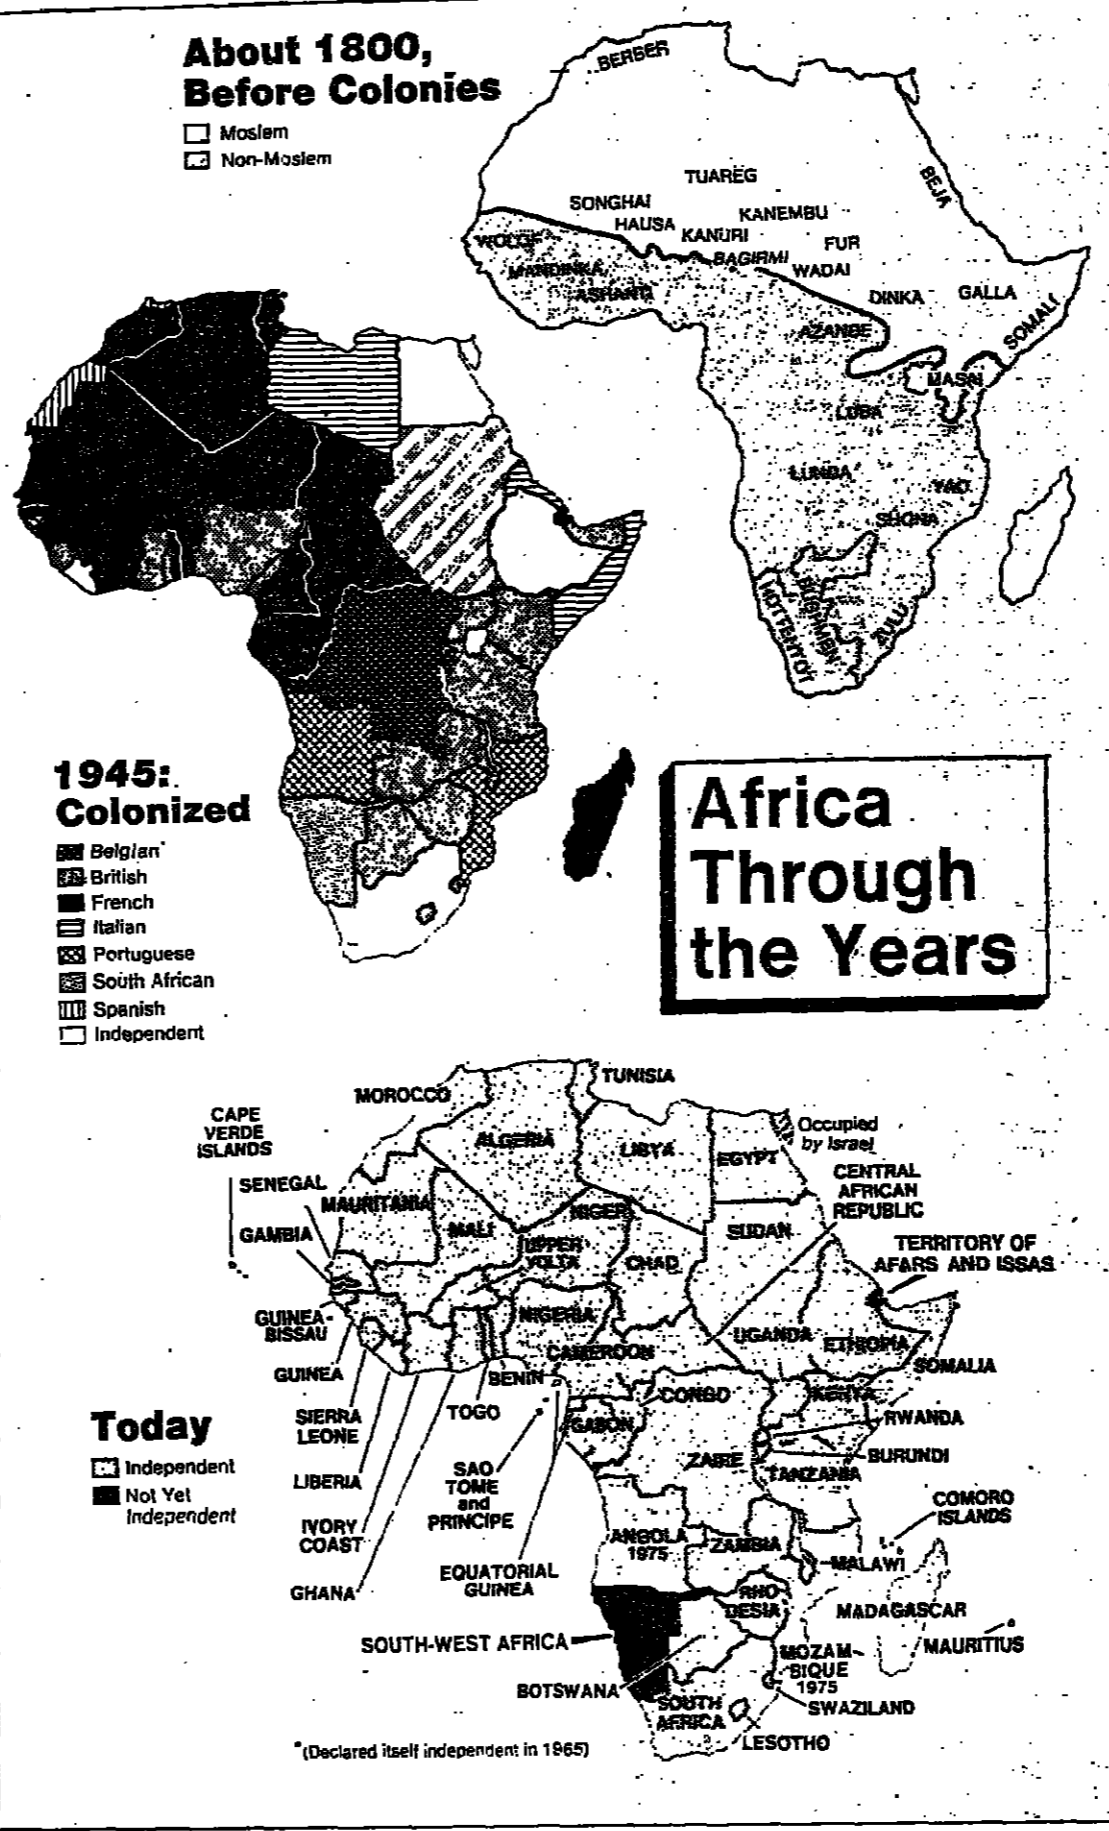 About 1800,
Before Colonies
Moslem
Non-Moslem
BERBER
TUAREG
BEJA
SONGHAI
HAUSA
KANEMBU
KANURI
WOLOF
BAGIRMI
FUR
WADAI
MANDINKA
ASHANTI
DINKA
GALLA
SOMALI
AZANDE
MASAI
LUBA
LUNDA
YAO
SHONA
HOTTENTOT
BUSHMEN
ZULU
1945:
Colonized
Belgian
British
French
Italian
Portuguese
South African
Spanish
Independent
Africa
Through
the Years
TUNISIA
MOROCCO
CAPE
VERDE
ISLANDS
ALGERIA
LIBYA
EGYPT
Occupied
by Israel
CENTRAL
AFRICAN
REPUBLIC
SENEGAL
MAURITANIA
MALI
NIGER
SUDAN
GAMBIA
UPPER
VOLTA
CHAD
TERRITORY OF
AFARS AND ISSAS
GUINEA-
BISSAU
NIGERIA
UGANDA
ETHIOPIA
CAMEROON
SOMALIA
GUINEA
BENIN
CONGO
KENYA
SIERRA
LEONE
TOGO
GABON
RWANDA
Today
Independent
Not Yet
Independent
LIBERIA
SAO
TOME
and
PRINCIPE
ZAIRE
BURUNDI
TANZANIA
COMORO
ISLANDS
IVORY
COAST
ANGOLA
1975
ZAMBIA
MALAWI
GHANA
EQUATORIAL
GUINEA
RHO
DESIA
MADAGASCAR
SOUTH-WEST AFRICA
MOZAM-
BIQUE
1975
MAURITIUS
BOTSWANA
SOUTH
AFRICA
SWAZILAND
LESOTHO
*(Declared itself independent in 1965)